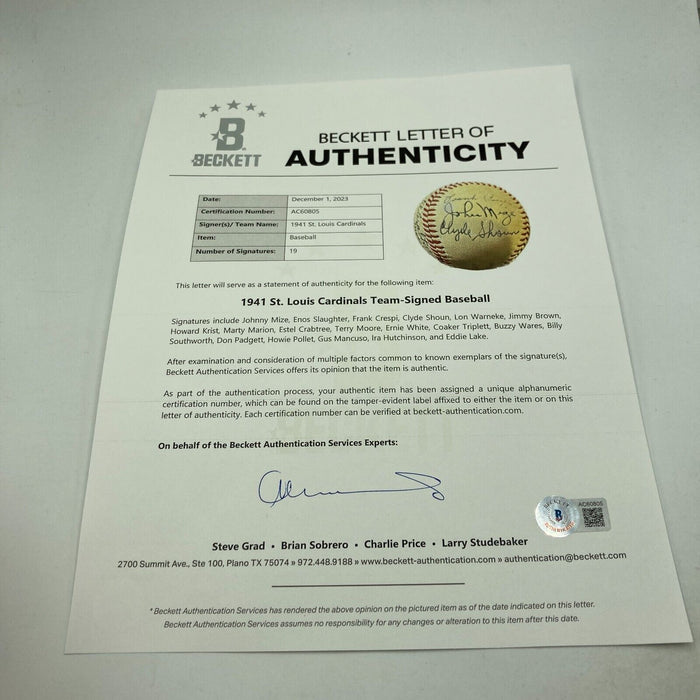 BECKETT
BECKETT LETTER OF
AUTHENTICITY
Date: December 1, 2023
Certification Number: AC60805
Signer(s)/ Team Name: 1941 St. Louis Cardinals
Item: Baseball
Number of Signatures: 19
John Mize
Clyde Shoun
This letter will serve as a statement of authenticity for the following item:
1941 St. Louis Cardinals Team-Signed Baseball
Signatures include Johnny Mize, Enos Slaughter, Frank Crespi, Clyde Shoun, Lon Warneke, Jimmy Brown,
Howard Krist, Marty Marion, Estel Crabtree, Terry Moore, Ernie White, Coaker Triplett, Buzzy Wares, Billy
Southworth, Don Padgett, Howie Pollet, Gus Mancuso, Ira Hutchinson, and Eddie Lake.
After examination and consideration of multiple factors common to known exemplars of the signature(s),
Beckett Authentication Services offers its opinion that the item is authentic.
As part of the authentication process, your authentic item has been assigned a unique alphanumeric
certification number, which can be found on the tamper-evident label affixed to either the item or on this
letter of authenticity. Each certification number can be verified at beckett-authentication.com.
On behalf of the Beckett Authentication Services Experts:
BECKETT
B
AC60805
Steve Grad • Brian Sobrero • Charlie Price • Larry Studebaker
2700 Summit Ave., Ste 100, Plano TX 75074 » 972.448.9188 » www.beckett-authentication.com » authentication@beckett.com
*Beckett Authentication Services has rendered the above opinion on the pictured item as of the date indicated on this letter.
Beckett Authentication Services assumes no responsibility for any changes or alteration to this item after this date.